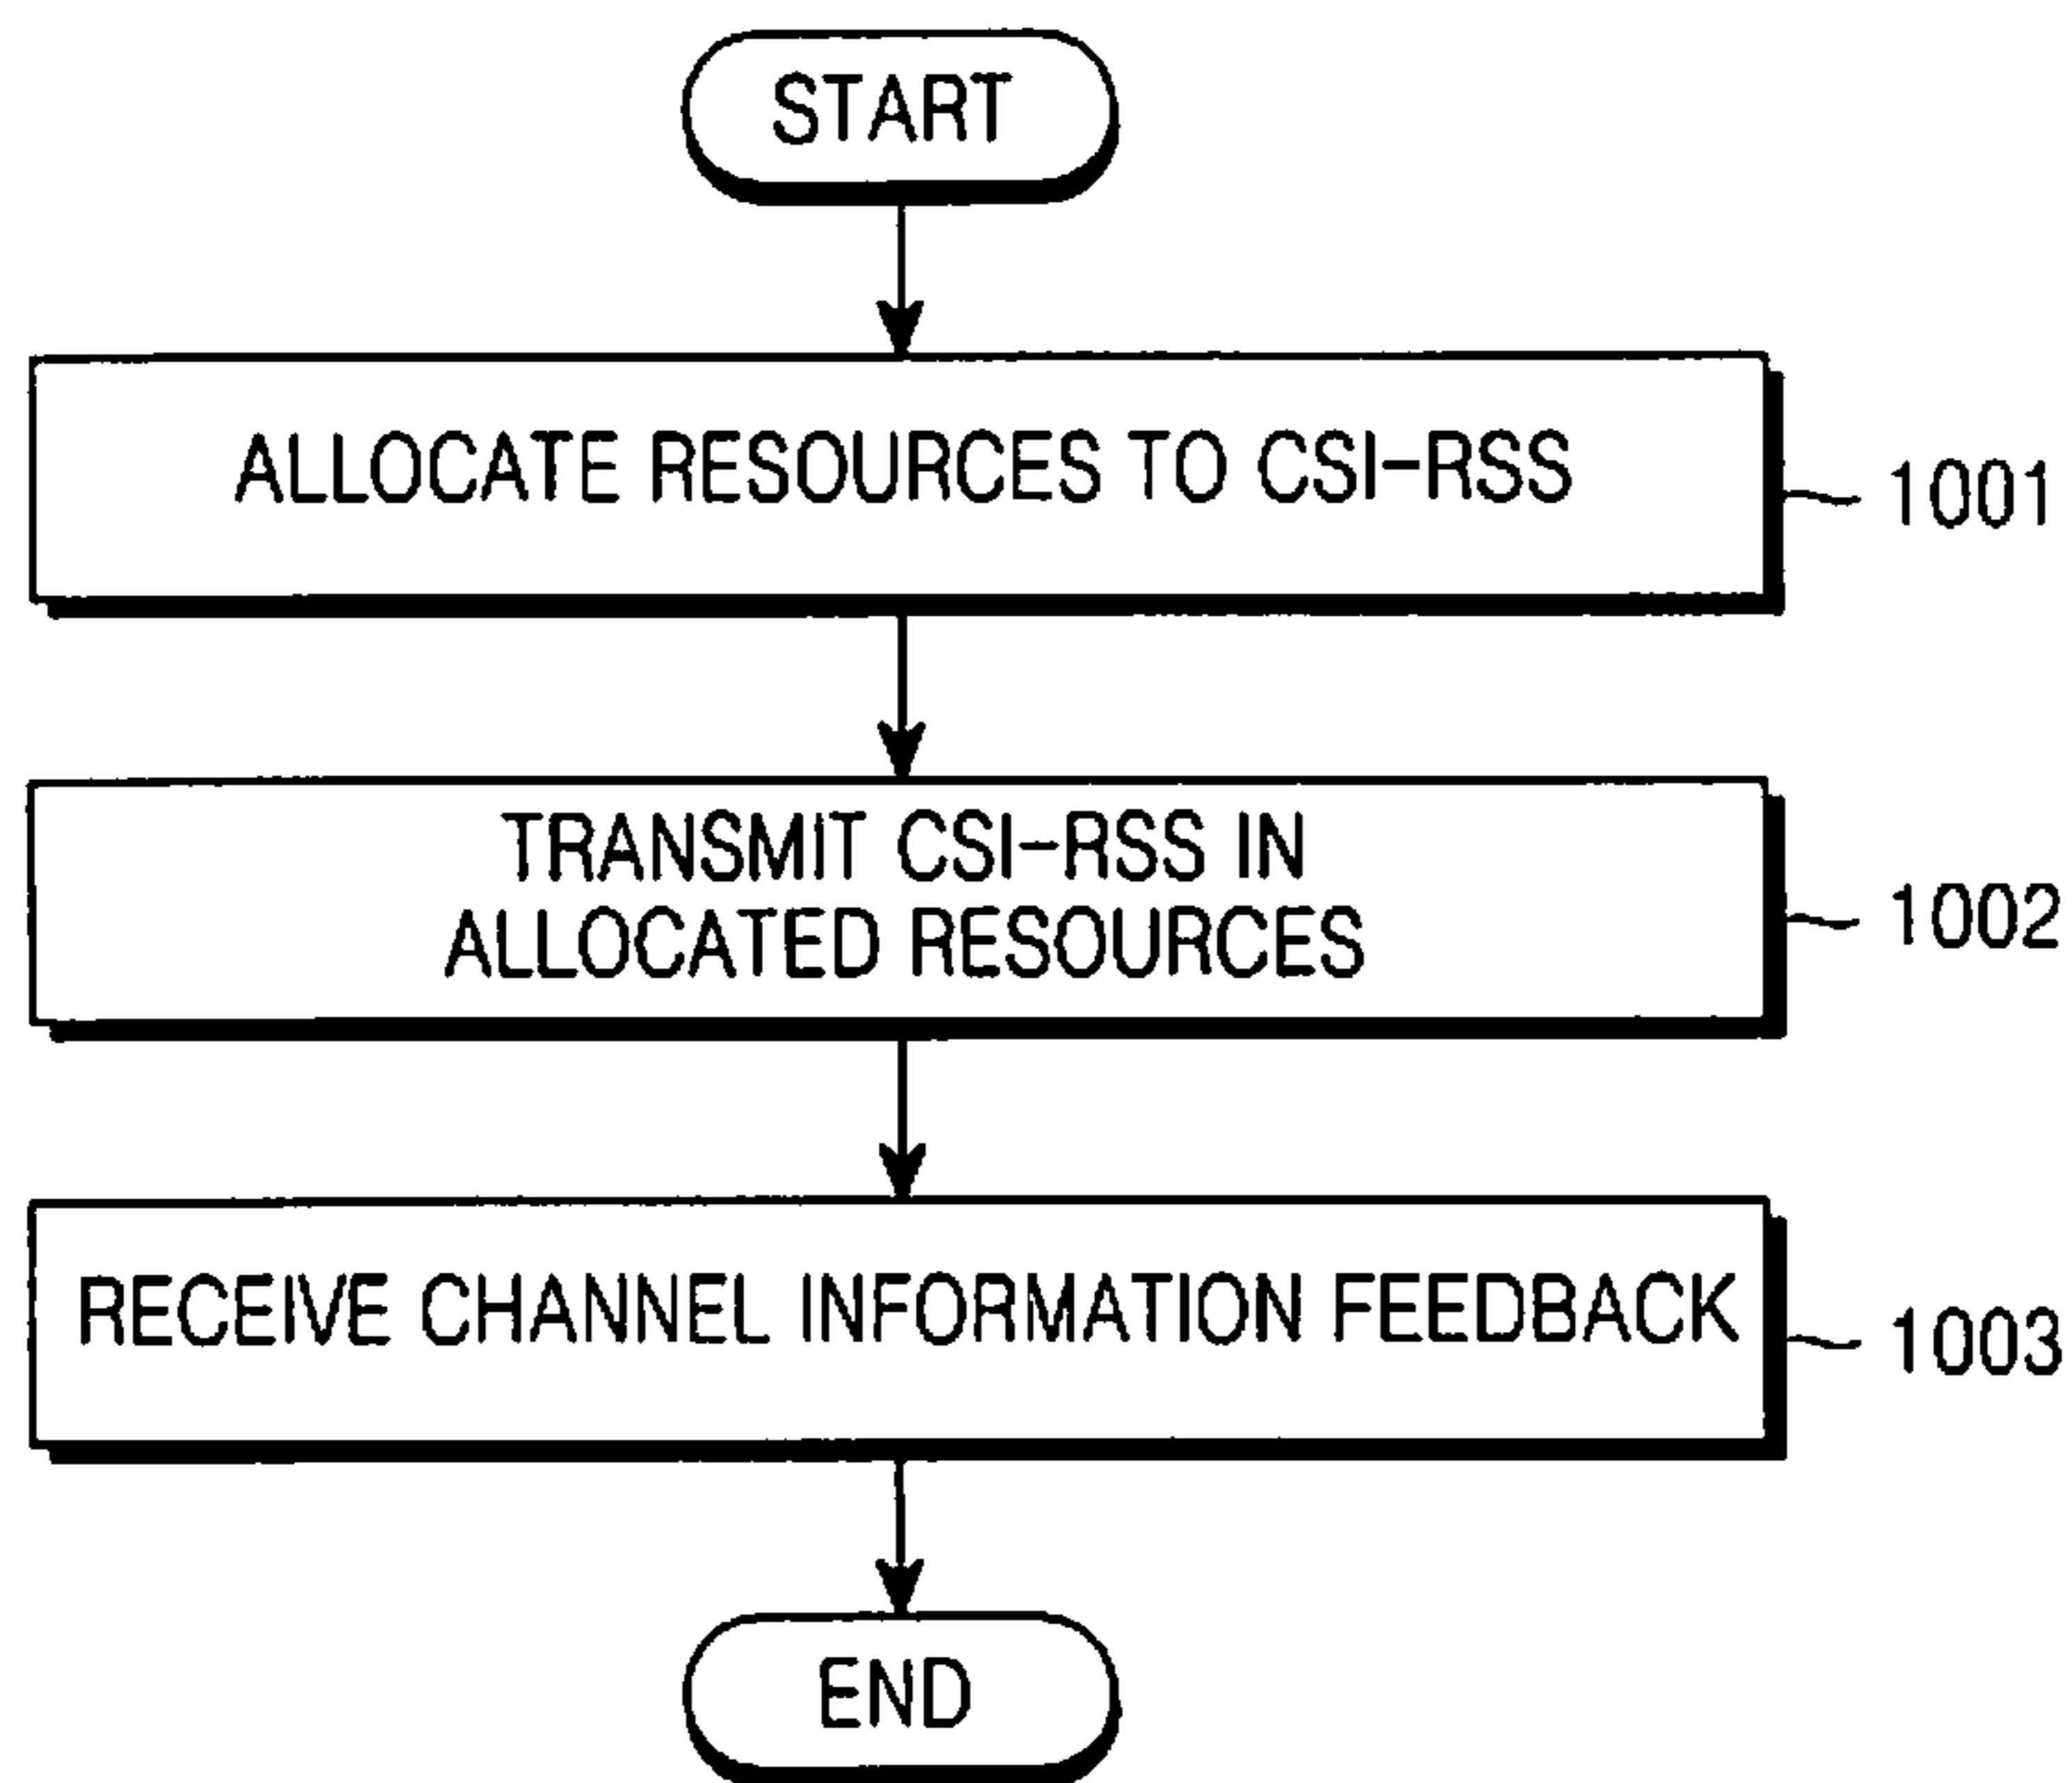 START
ALLOCATE RESOURCES TO CSI-RSS
1001
TRANSMIT CSI-RSS IN
ALLOCATED RESOURCES
1002
RECEIVE CHANNEL INFORMATION FEEDBACK
1003
END